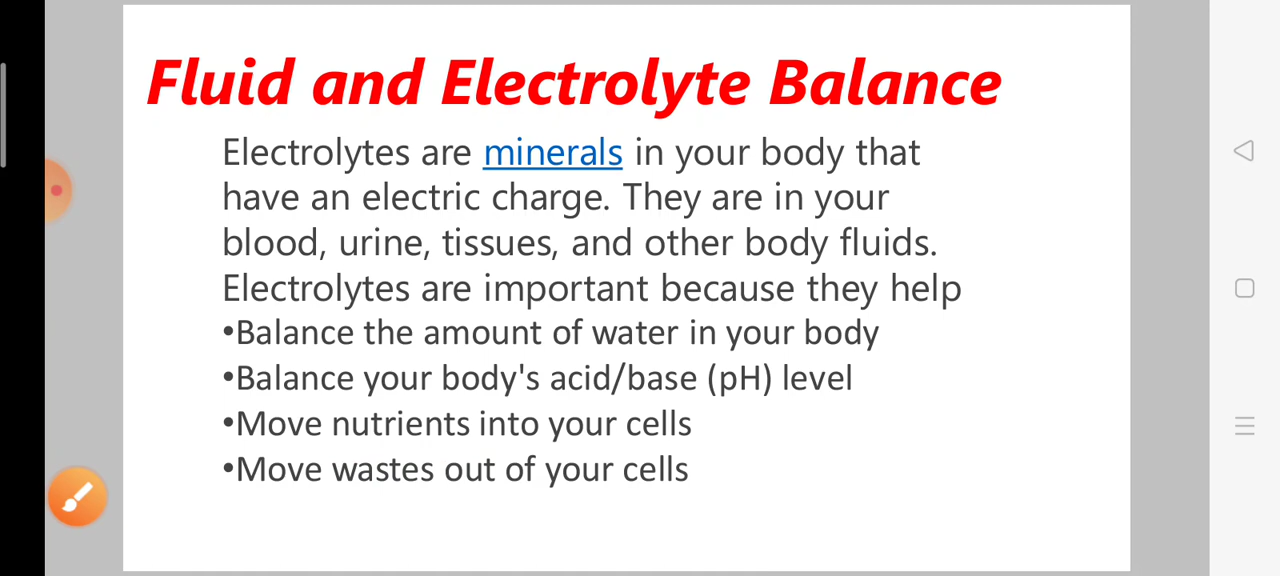 Fluid and Electrolyte Balance
Electrolytes are minerals in your body that
have an electric charge. They are in your
blood, urine, tissues, and other body fluids.
Electrolytes are important because they help
•Balance the amount of water in your body
•Balance your body's acid/base (pH) level
•Move nutrients into your cells
•Move wastes out of your cells